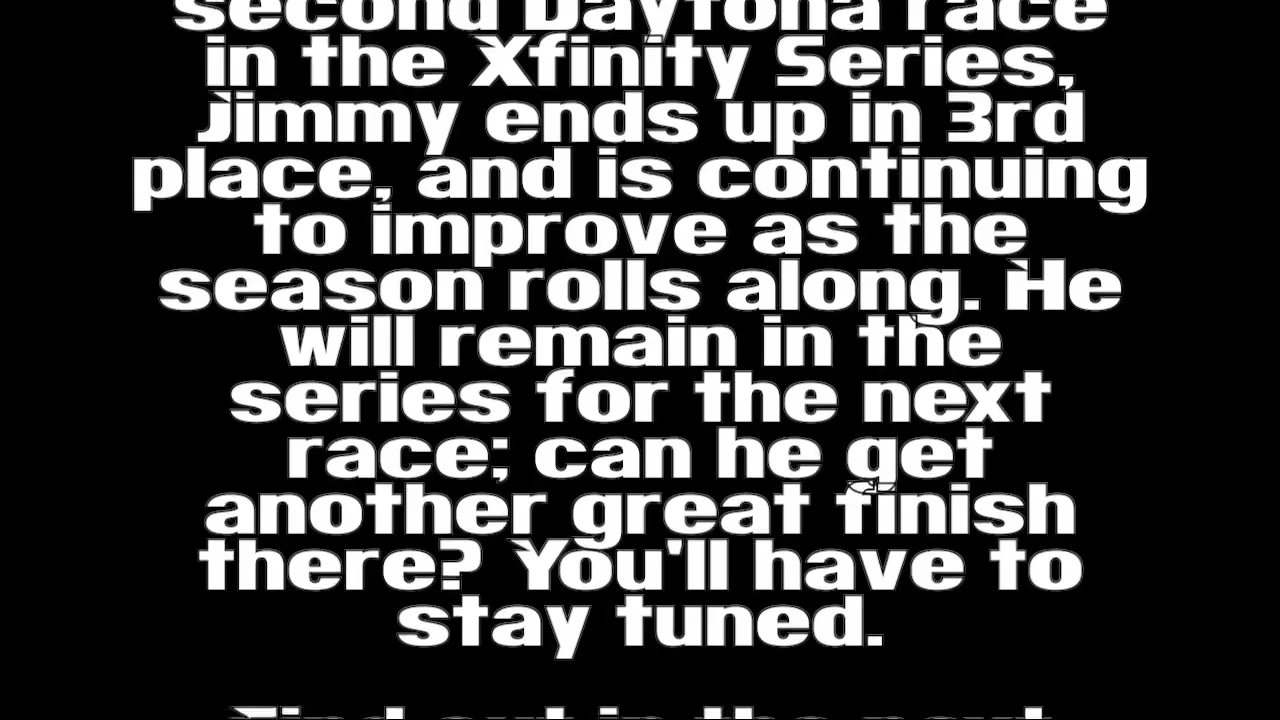 second Daytona race
in the Xfinity Series,
Jimmy ends up in 3rd
place, and is continuing
to improve as the
season rolls along. He
will remain in the
series for the next
race; can he get
another great finish
there? You'll have to
stay tuned.
Find out in the next